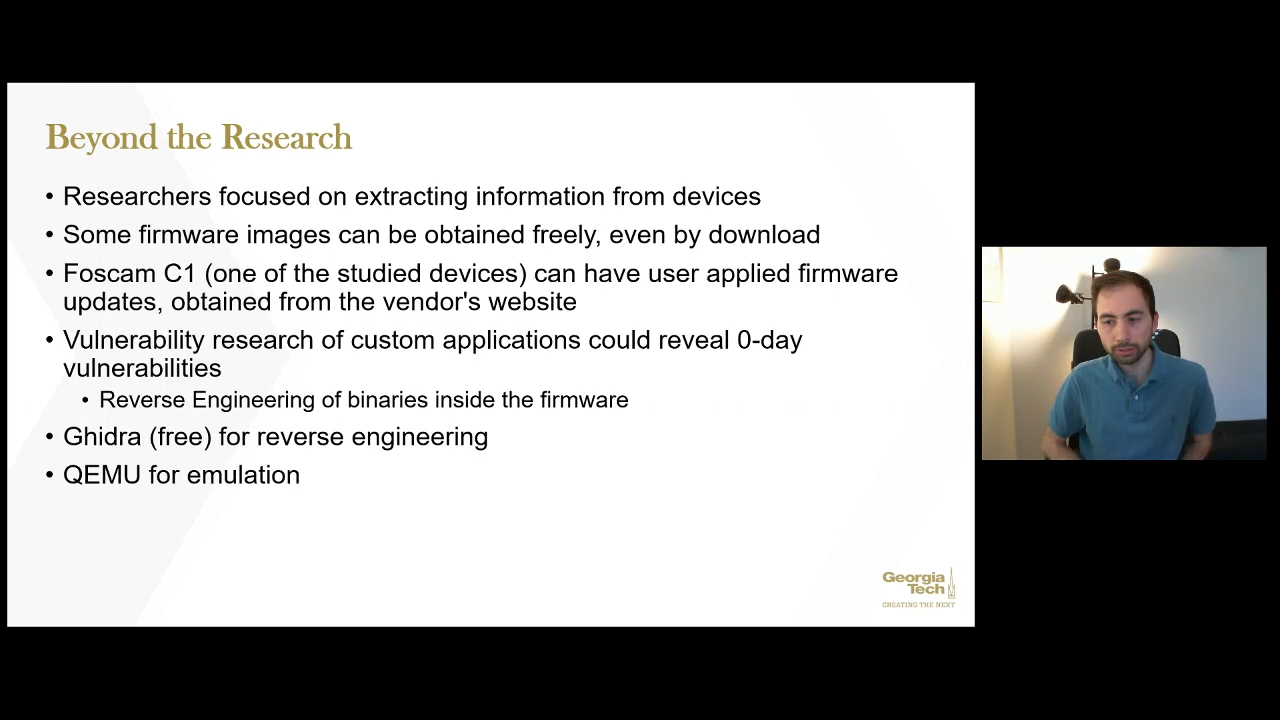 Beyond the Research
• Researchers focused on extracting information from devices
• Some firmware images can be obtained freely, even by download
• Foscam C1 (one of the studied devices) can have user applied firmware
updates, obtained from the vendor's website
• Vulnerability research of custom applications could reveal 0-day
vulnerabilities
• Reverse Engineering of binaries inside the firmware
• Ghidra (free) for reverse engineering
• QEMU for emulation
Georgia
Tech
CREATING THE NEXT